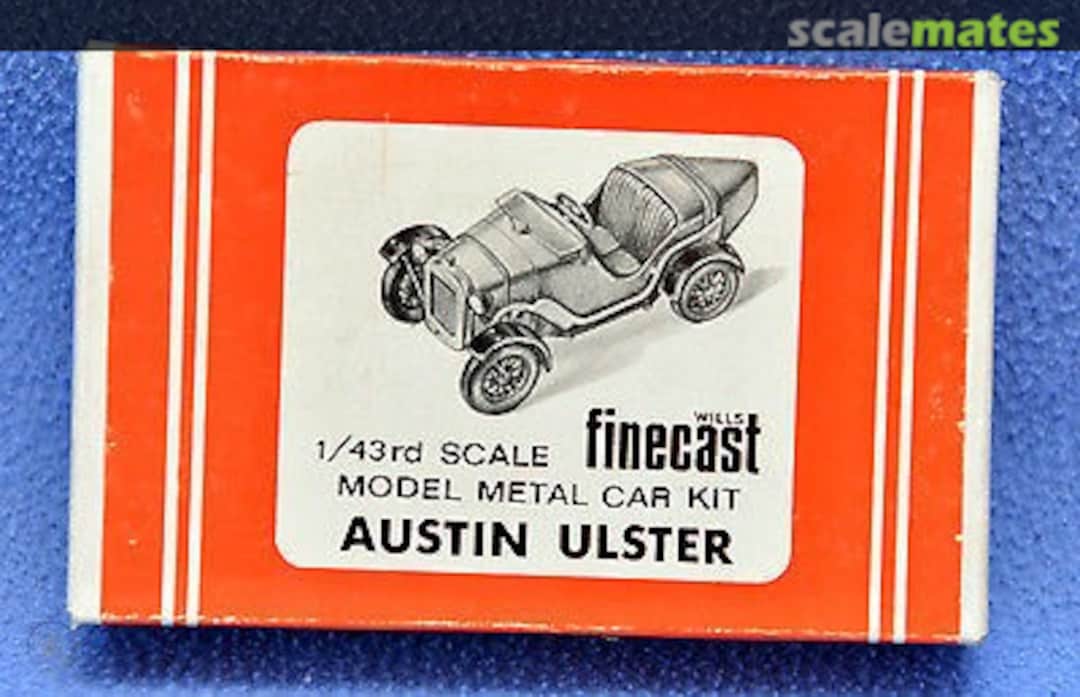 scalemates
WILLS
1/43rd SCALE finecast
MODEL METAL CAR KIT
AUSTIN ULSTER